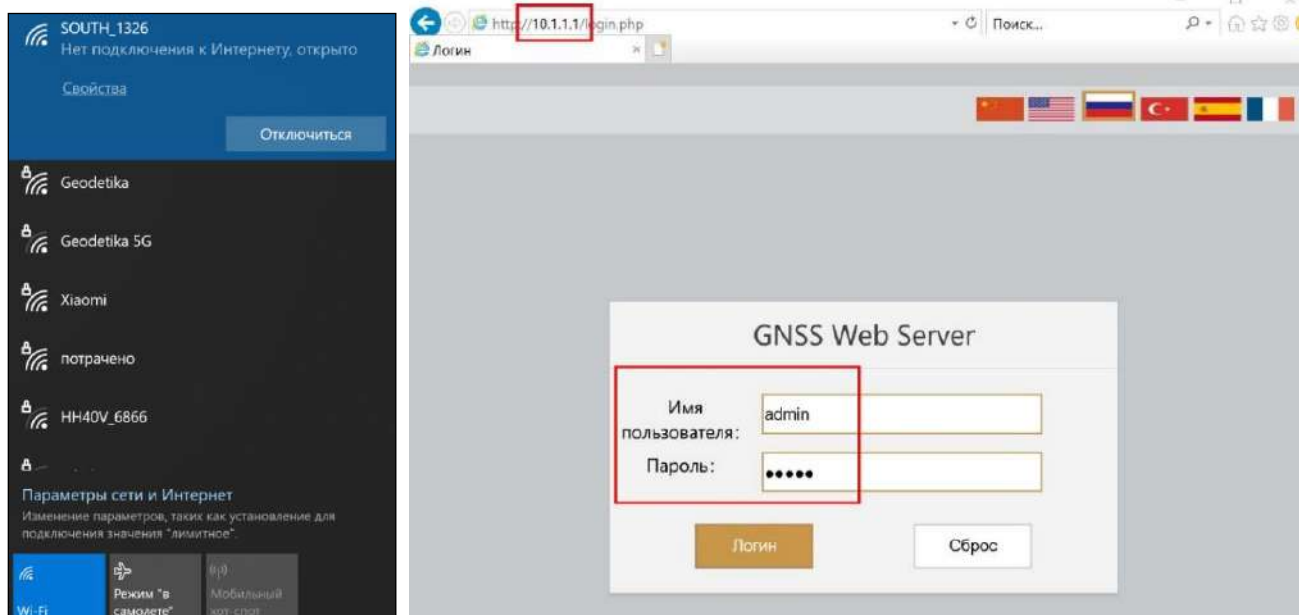 SOUTH_1326
Нет подключения к Интернету, открыто
Свойства
Отключиться
Geodetika
Geodetika 5G
Xiaomi
потрачено
HH40V_6866
Параметры сети и Интернет
Изменение параметров, таких как установление для
подключения значения "лимитное".
Wi-Fi
Режим "в
самолете"
Мобильный
хот-спот
http://10.1.1.1/login.php
Поиск...
Логин
GNSS Web Server
Имя
пользователя:
admin
Пароль:
•••••
Логин
Сброс